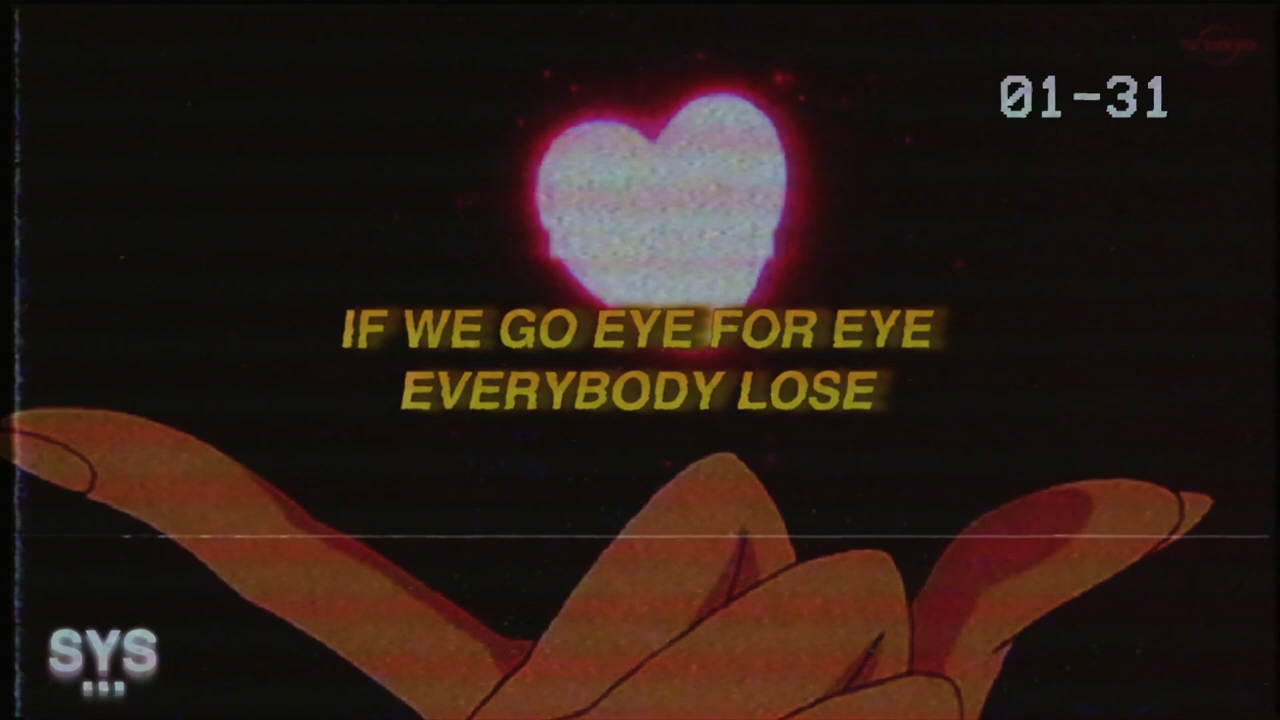 01-31
IF WE GO EYE FOR EYE
EVERYBODY LOSE
SYS